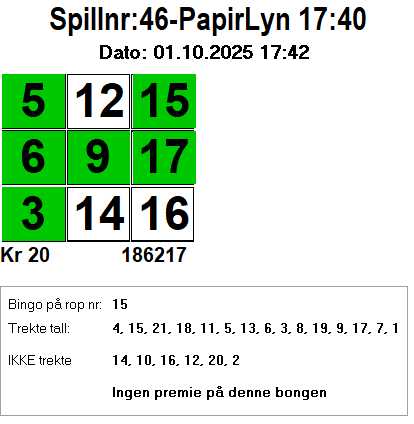 Spillnr:46-PapirLyn 17:40
Dato: 01.10.2025 17:42
5 12 15
6 9 17
3 14 16
Kr 20 186217
Bingo på rop nr: 15
Trekte tall: 4, 15, 21, 18, 11, 5, 13, 6, 3, 8, 19, 9, 17, 7, 1
IKKE trekte 14, 10, 16, 12, 20, 2
Ingen premie på denne bongen